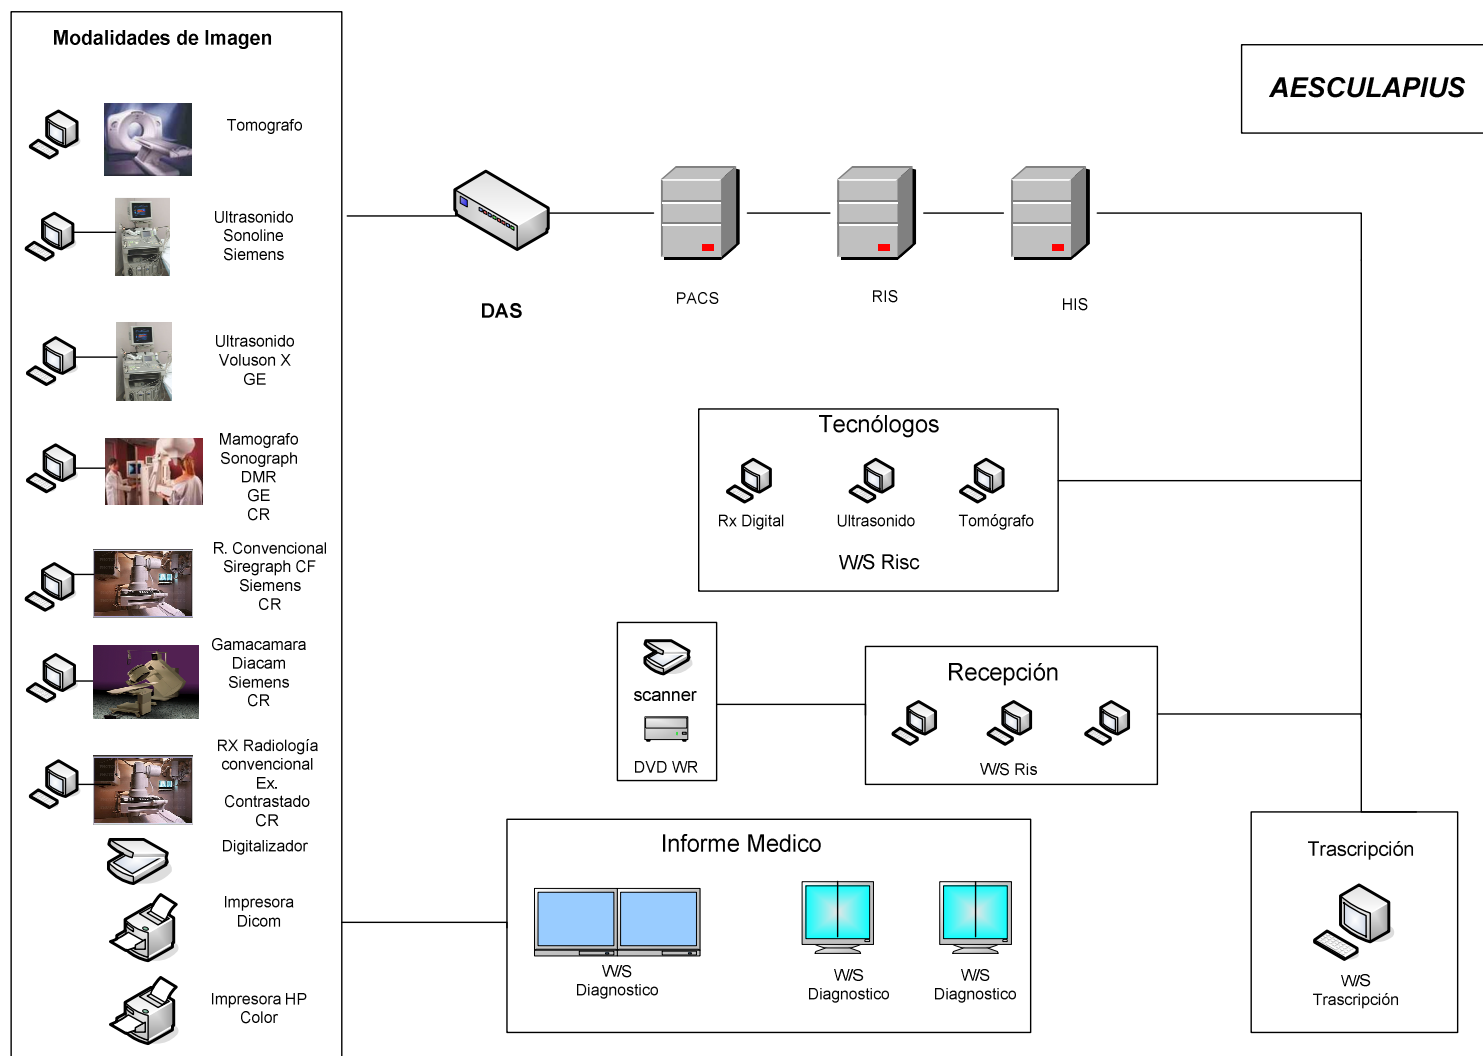 Modalidades de Imagen
AESCULAPIUS
Tomografo
Ultrasonido
Sonoline
Siemens
Ultrasonido
Voluson X
GE
Mamografo
Sonograph
DMR
GE
CR
R. Convencional
Siregraph CF
Siemens
CR
Gamacamara
Diacam
Siemens
CR
RX Radiología
convencional
Ex.
Contrastado
CR
Digitalizador
Impresora
Dicom
Impresora HP
Color
DAS
PACS
RIS
HIS
Tecnólogos
Rx Digital
Ultrasonido
Tomógrafo
W/S Risc
scanner
DVD WR
Recepción
W/S Ris
Informe Medico
W/S
Diagnostico
W/S
Diagnostico
W/S
Diagnostico
Trascripción
W/S
Trascripción